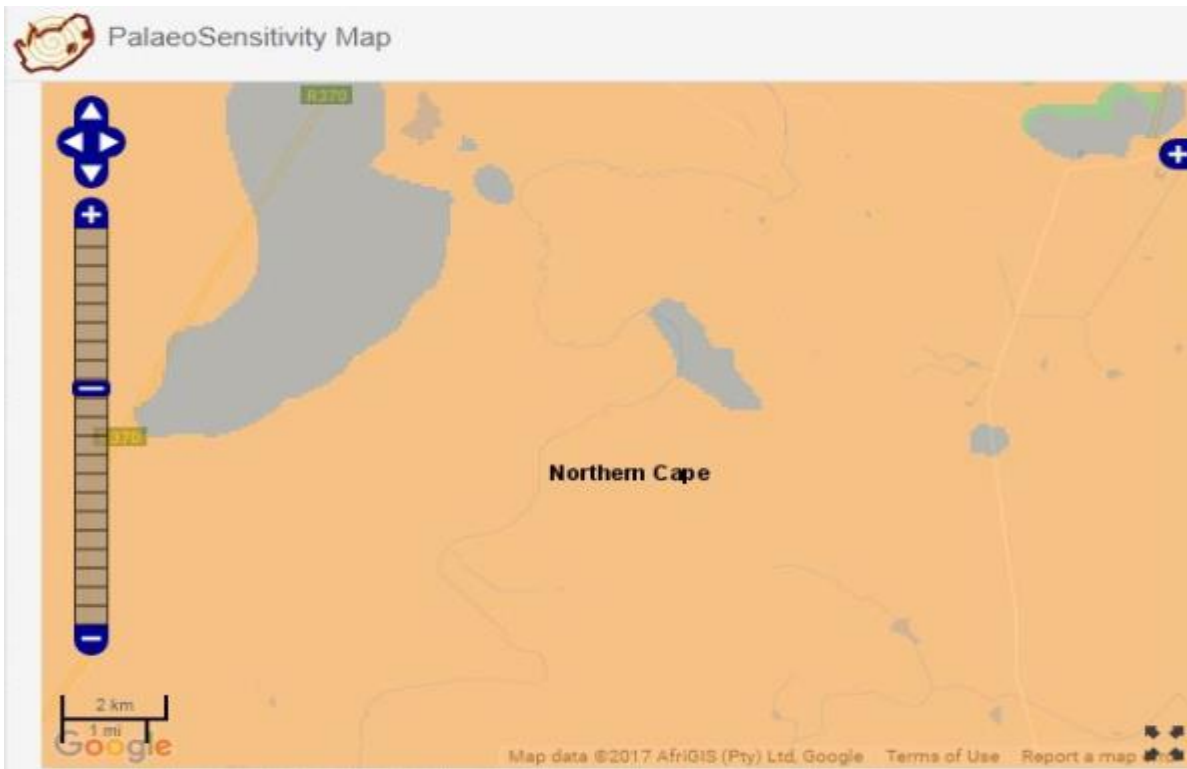 PalaeoSensitivity Map
R370
370
Northern Cape
2 km
1 mi
Google
Map data ©2017 AfriGIS (Pty) Ltd, Google Terms of Use Report a map